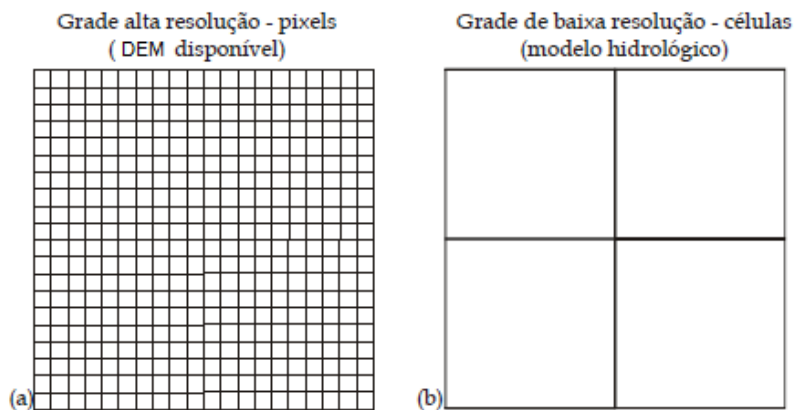 Grade alta resolução - pixels
( DEM disponível)
Grade de baixa resolução - células
(modelo hidrológico)
(a)
(b)